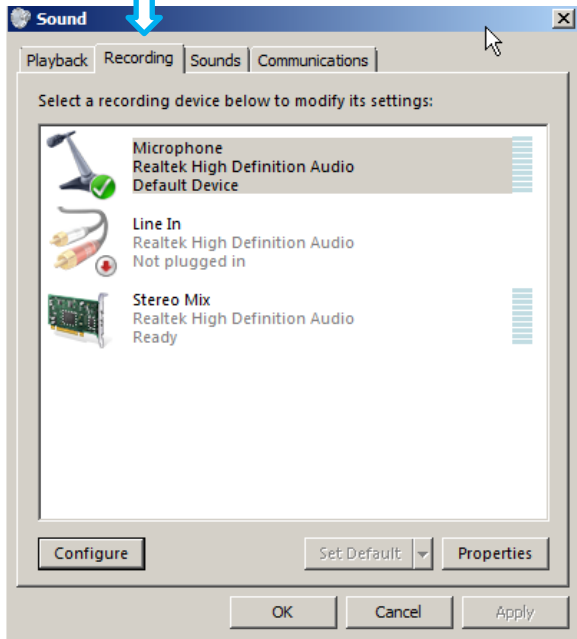 Sound
Playback Recording Sounds Communications
Select a recording device below to modify its settings:
Microphone
Realtek High Definition Audio
Default Device
Line In
Realtek High Definition Audio
Not plugged in
Stereo Mix
Realtek High Definition Audio
Ready
Configure Set Default Properties
OK Cancel Apply